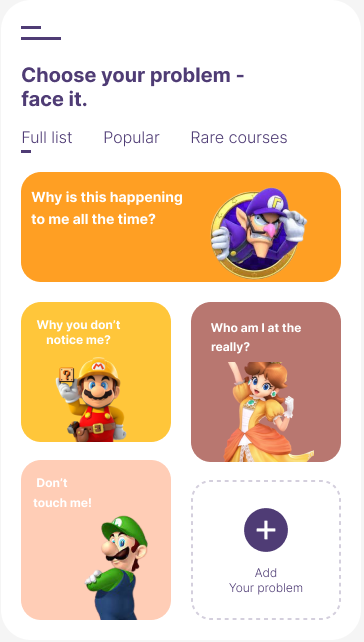 Choose your problem -
face it.
Full list
Popular
Rare courses
Why is this happening
to me all the time?
Why you don't
notice me?
?
M
Who am I at the
really?
Don't
touch me!
L
Add
Your problem